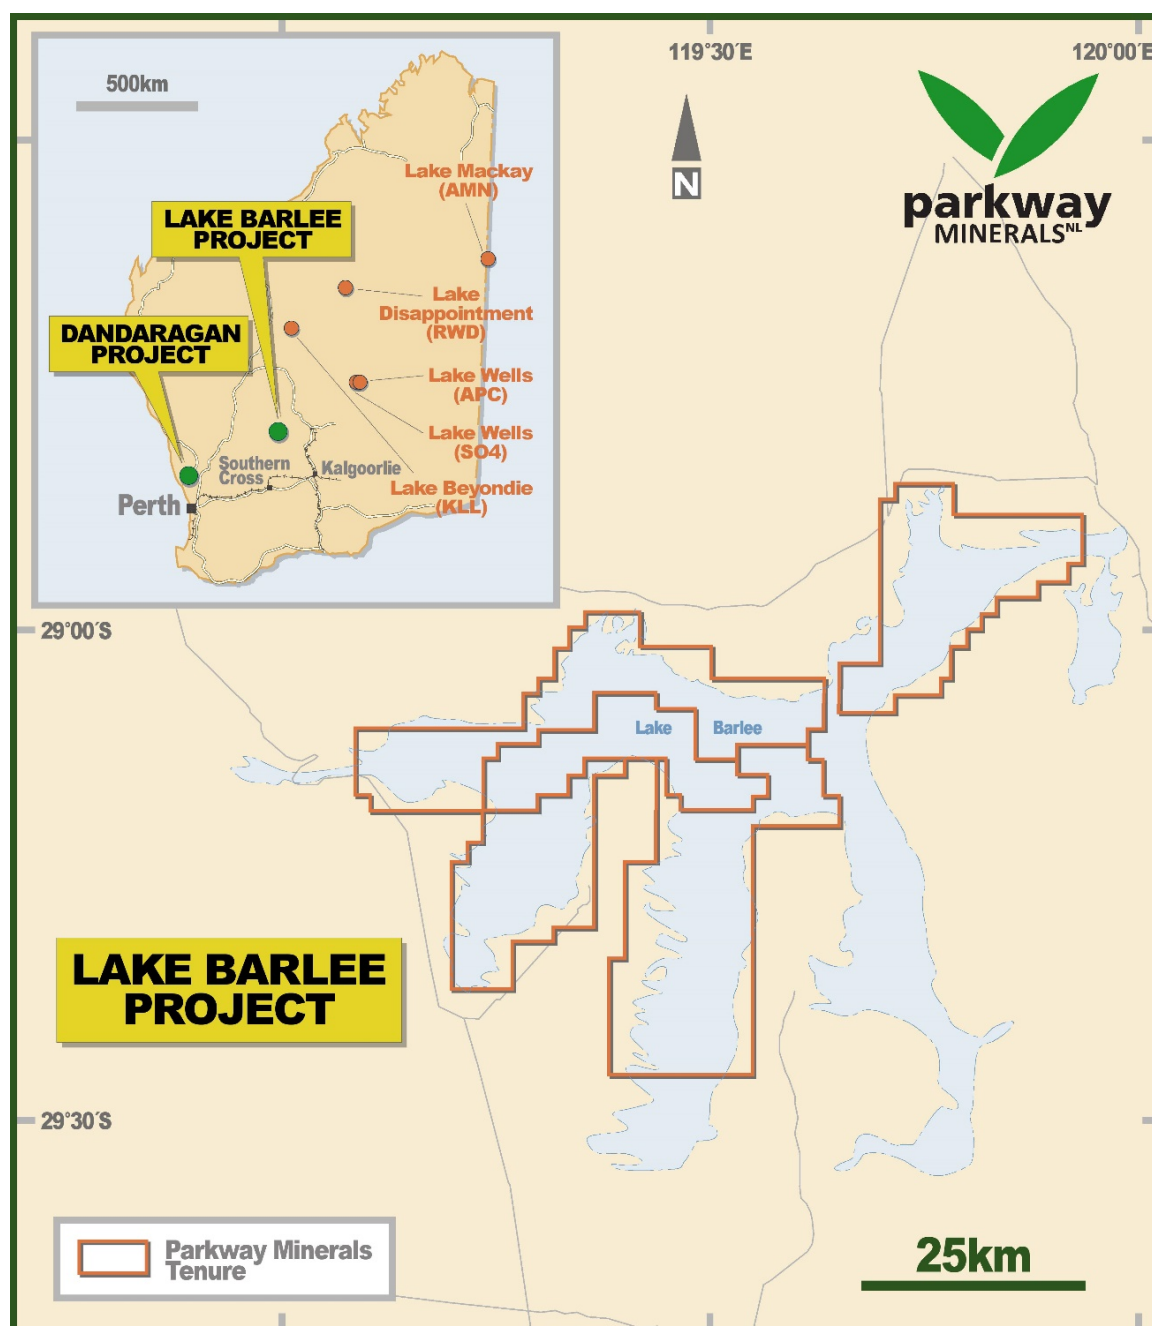 119°30´E
120°00´E
500km
N
parkway
MINERALS NL
Lake Mackay
(AMN)
LAKE BARLEE
PROJECT
Lake
Disappointment
(RWD)
DANDARAGAN
PROJECT
Lake Wells
(APC)
Lake Wells
(SO4)
Southern
Cross
Kalgoorlie
Lake Beyondie
(KLL)
Perth
29°00´S
Lake Barlee
LAKE BARLEE
PROJECT
29°30´S
Parkway Minerals
Tenure
25km